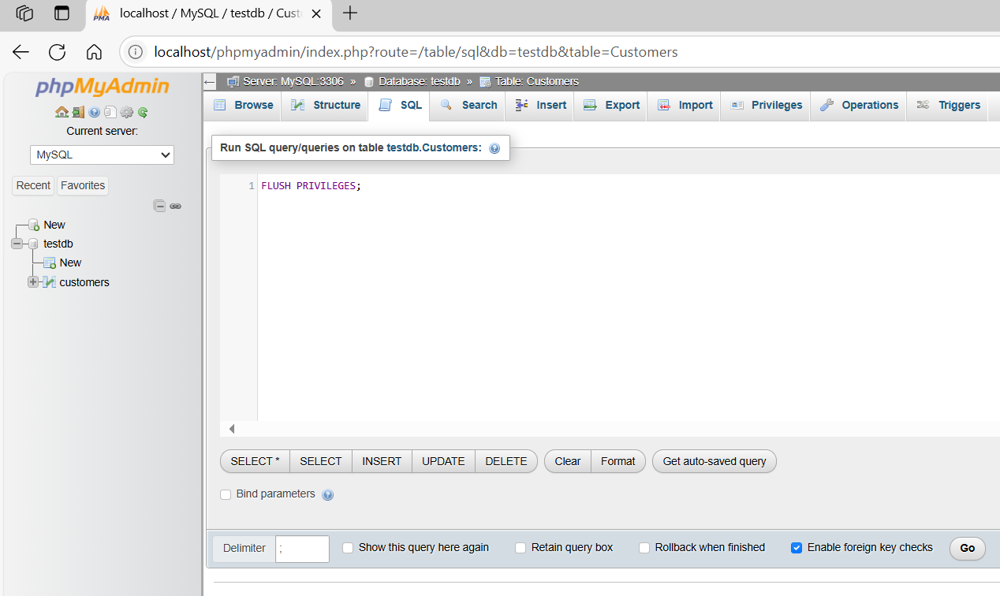 localhost / MySQL / testdb / Cust
localhost/phpmyadmin/index.php?route=/table/sql&db=testdb&table=Customers
phpMyAdmin
Current server:
MySQL
Recent Favorites
New
testdb
New
customers
Server: MySQL:3306 » Database: testdb » Table: Customers
Browse Structure SQL Search Insert Export Import Privileges Operations Triggers
Run SQL query/queries on table testdb.Customers:
1 FLUSH PRIVILEGES;
SELECT * SELECT INSERT UPDATE DELETE Clear Format Get auto-saved query
Bind parameters
Delimiter ; Show this query here again Retain query box Rollback when finished Enable foreign key checks Go